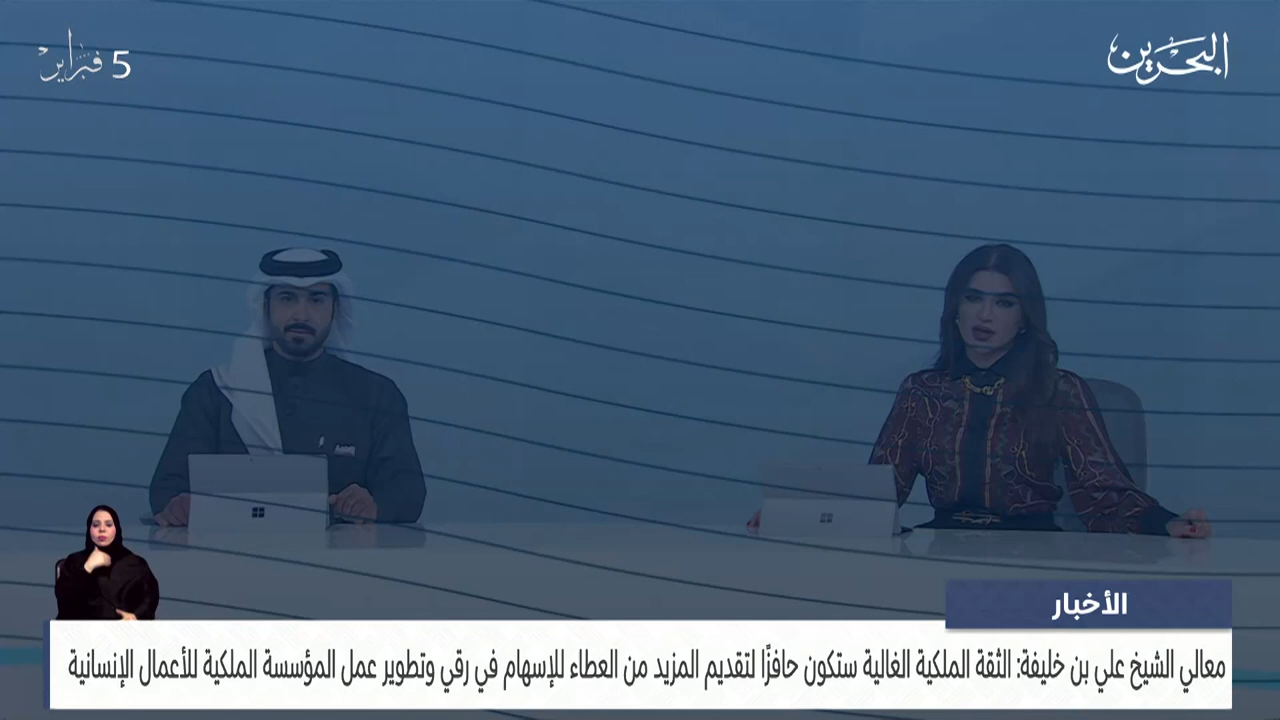 البحرين
5 فبراير
الأخبار
معالي الشيخ علي بن خليفة: الثقة الملكية الغالية ستكون حافزًا لتقديم المزيد من العطاء للإسهام في رقي وتطوير عمل المؤسسة الملكية للأعمال الإنسانية